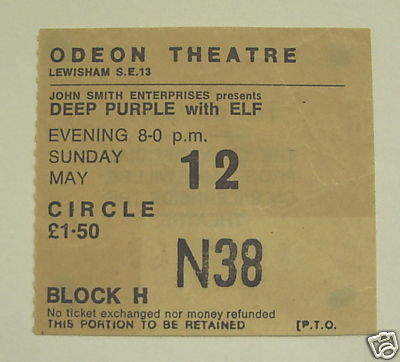 ODEON THEATRE
LEWISHAM S.E.13
JOHN SMITH ENTERPRISES presents
DEEP PURPLE with ELF
EVENING 8-0 p.m.
SUNDAY
MAY 12
CIRCLE
£1·50
N38
BLOCK H
No ticket exchanged nor money refunded
THIS PORTION TO BE RETAINED [P.T.O.